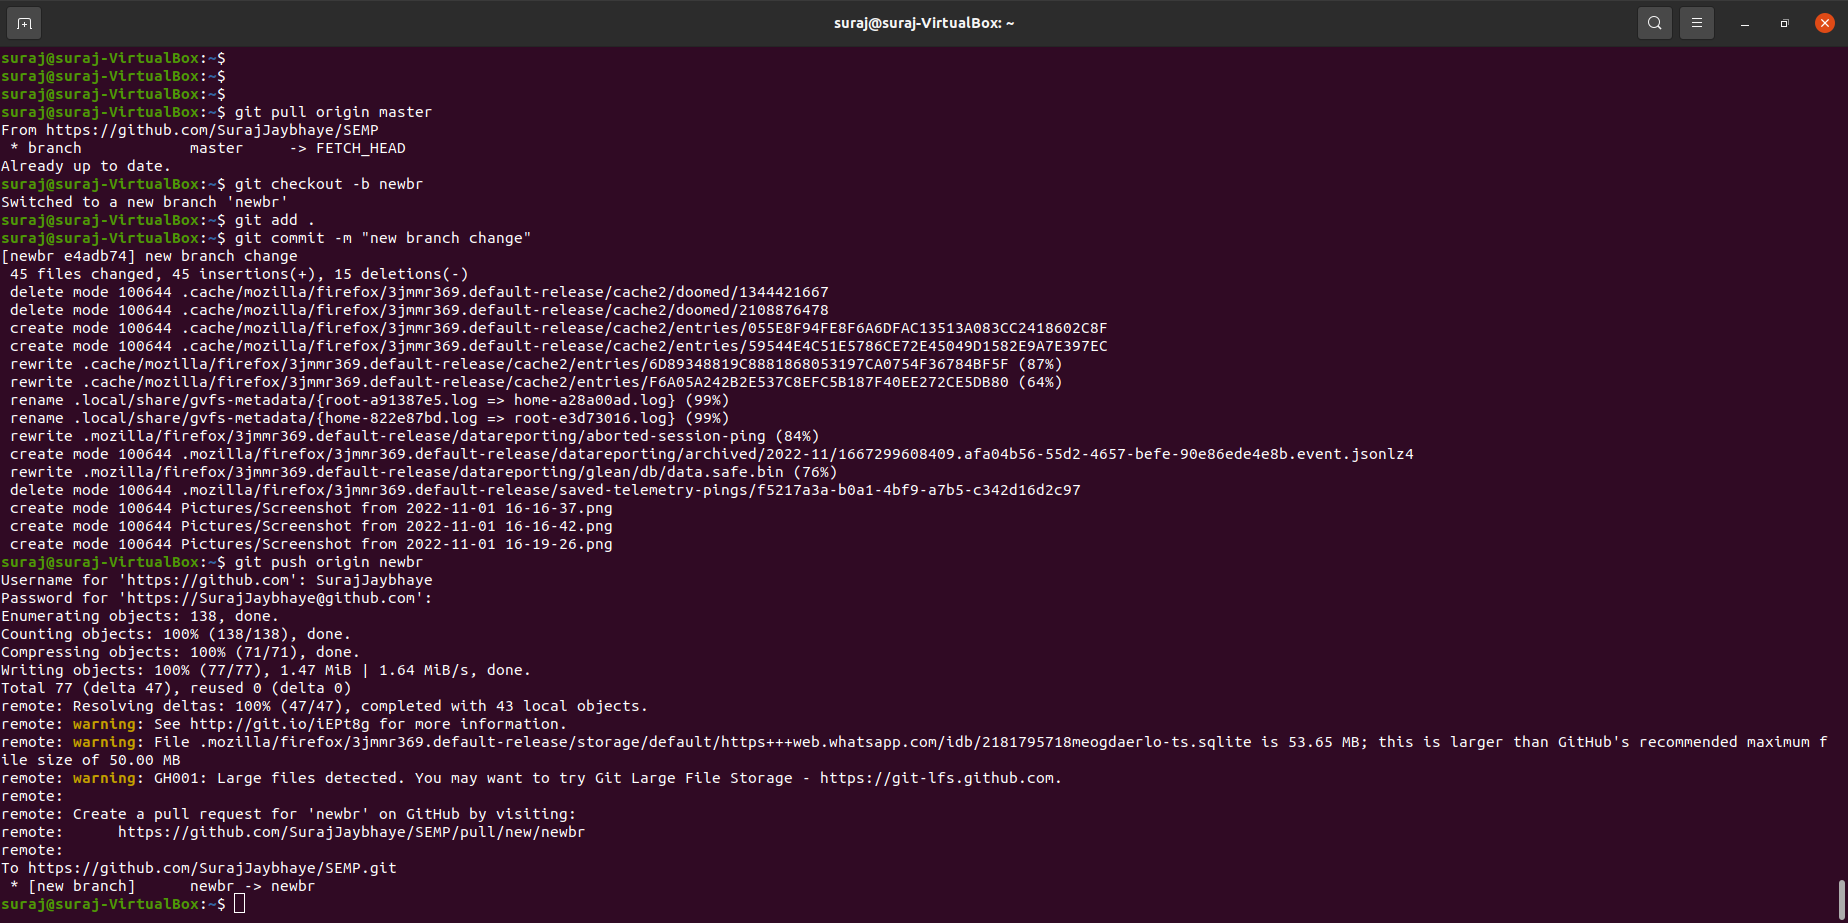 suraj@suraj-VirtualBox: ~
suraj@suraj-VirtualBox:~$
suraj@suraj-VirtualBox:~$
suraj@suraj-VirtualBox:~$
suraj@suraj-VirtualBox:~$ git pull origin master
From https://github.com/SurajJaybhaye/SEMP
 * branch            master     -> FETCH_HEAD
Already up to date.
suraj@suraj-VirtualBox:~$ git checkout -b newbr
Switched to a new branch 'newbr'
suraj@suraj-VirtualBox:~$ git add .
suraj@suraj-VirtualBox:~$ git commit -m "new branch change"
[newbr e4adb74] new branch change
 45 files changed, 45 insertions(+), 15 deletions(-)
 delete mode 100644 .cache/mozilla/firefox/3jmmr369.default-release/cache2/doomed/1344421667
 delete mode 100644 .cache/mozilla/firefox/3jmmr369.default-release/cache2/doomed/2108876478
 create mode 100644 .cache/mozilla/firefox/3jmmr369.default-release/cache2/entries/055E8F94FE8F6A6DFAC13513A083CC2418602C8F
 create mode 100644 .cache/mozilla/firefox/3jmmr369.default-release/cache2/entries/59544E4C51E5786CE72E45049D1582E9A7E397EC
 rewrite .cache/mozilla/firefox/3jmmr369.default-release/cache2/entries/6D89348819C8881868053197CA0754F36784BF5F (87%)
 rewrite .cache/mozilla/firefox/3jmmr369.default-release/cache2/entries/F6A05A242B2E537C8EFC5B187F40EE272CE5DB80 (64%)
 rename .local/share/gvfs-metadata/{root-a91387e5.log => home-a28a00ad.log} (99%)
 rename .local/share/gvfs-metadata/{home-822e87bd.log => root-e3d73016.log} (99%)
 rewrite .mozilla/firefox/3jmmr369.default-release/datareporting/aborted-session-ping (84%)
 create mode 100644 .mozilla/firefox/3jmmr369.default-release/datareporting/archived/2022-11/1667299608409.afa04b56-55d2-4657-befe-90e86ede4e8b.event.jsonlz4
 rewrite .mozilla/firefox/3jmmr369.default-release/datareporting/glean/db/data.safe.bin (76%)
 delete mode 100644 .mozilla/firefox/3jmmr369.default-release/saved-telemetry-pings/f5217a3a-b0a1-4bf9-a7b5-c342d16d2c97
 create mode 100644 Pictures/Screenshot from 2022-11-01 16-16-37.png
 create mode 100644 Pictures/Screenshot from 2022-11-01 16-16-42.png
 create mode 100644 Pictures/Screenshot from 2022-11-01 16-19-26.png
suraj@suraj-VirtualBox:~$ git push origin newbr
Username for 'https://github.com': SurajJaybhaye
Password for 'https://SurajJaybhaye@github.com':
Enumerating objects: 138, done.
Counting objects: 100% (138/138), done.
Compressing objects: 100% (71/71), done.
Writing objects: 100% (77/77), 1.47 MiB | 1.64 MiB/s, done.
Total 77 (delta 47), reused 0 (delta 0)
remote: Resolving deltas: 100% (47/47), completed with 43 local objects.
remote: warning: See http://git.io/iEPt8g for more information.
remote: warning: File .mozilla/firefox/3jmmr369.default-release/storage/default/https+++web.whatsapp.com/idb/2181795718meogdaerlo-ts.sqlite is 53.65 MB; this is larger than GitHub's recommended maximum f
ile size of 50.00 MB
remote: warning: GH001: Large files detected. You may want to try Git Large File Storage - https://git-lfs.github.com.
remote:
remote: Create a pull request for 'newbr' on GitHub by visiting:
remote:      https://github.com/SurajJaybhaye/SEMP/pull/new/newbr
remote:
To https://github.com/SurajJaybhaye/SEMP.git
 * [new branch]      newbr -> newbr
suraj@suraj-VirtualBox:~$